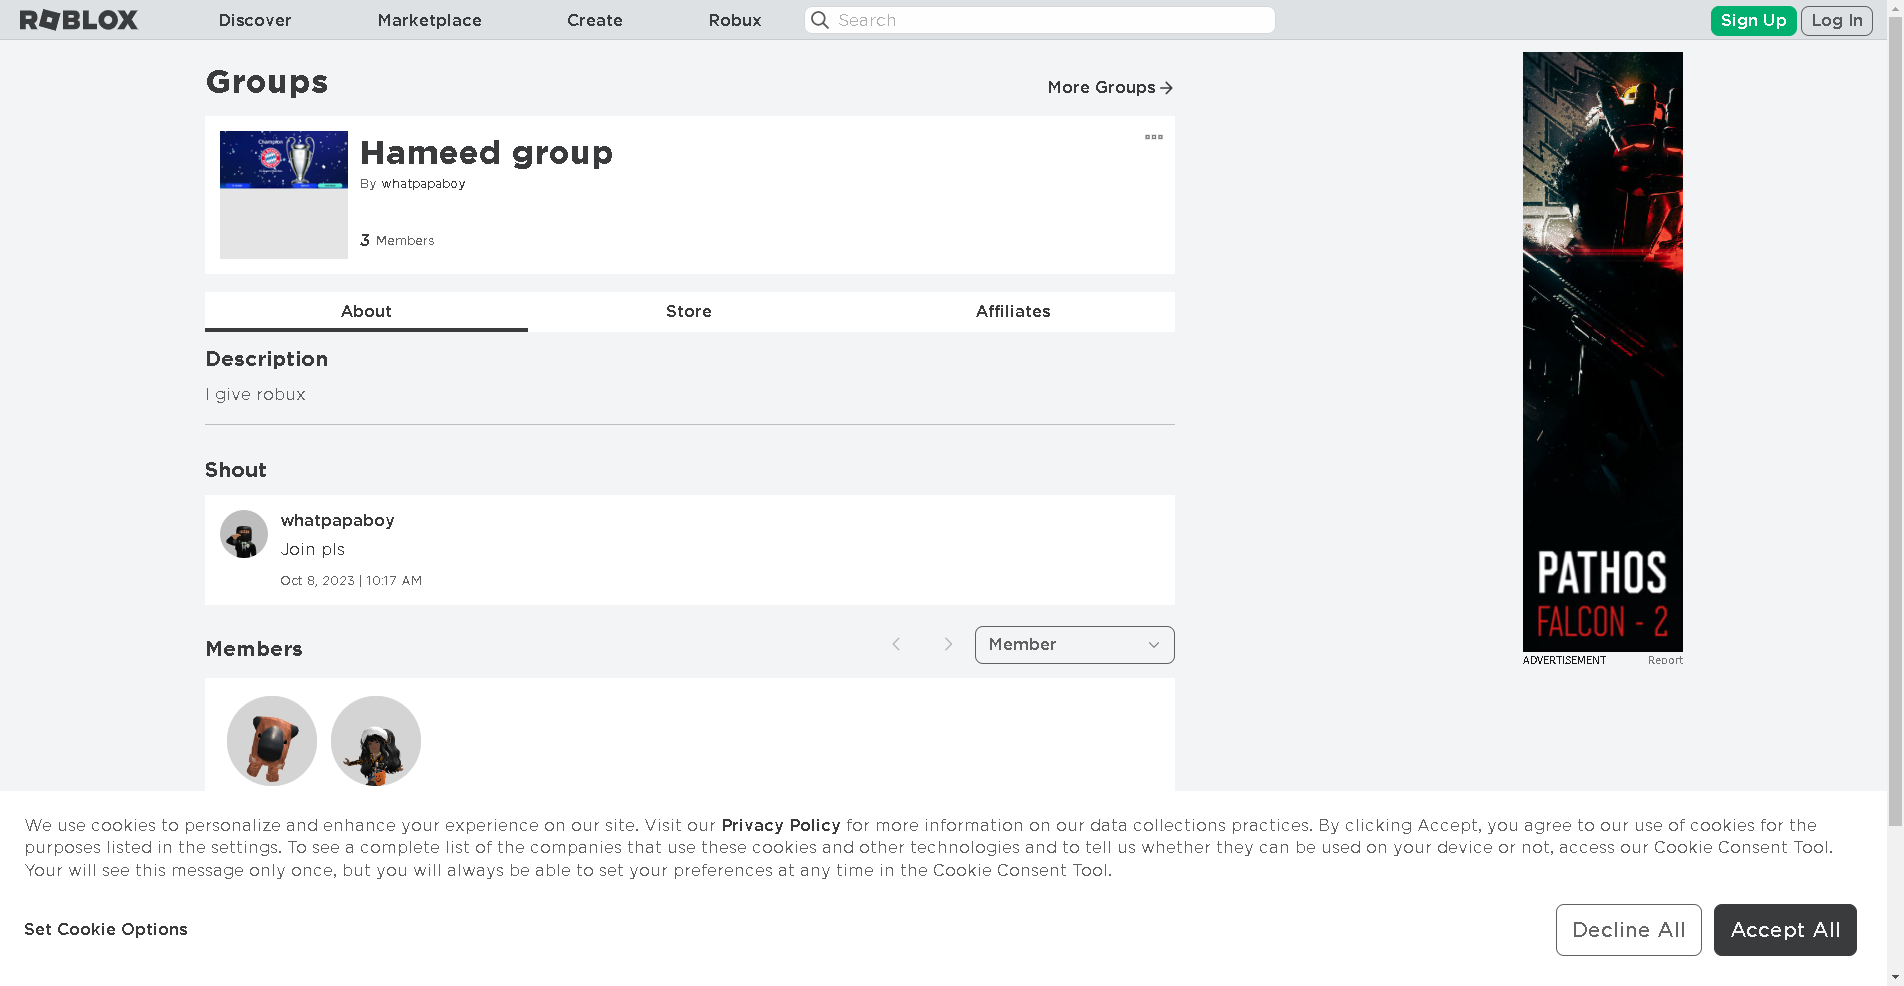 ROBLOX
Discover
Marketplace
Create
Robux
Search
Sign Up
Log In
Groups
More Groups
Champion
Hameed group
By whatpapaboy
3 Members
About
Store
Affiliates
Description
I give robux
Shout
whatpapaboy
Join pls
Oct 8, 2023 | 10:17 AM
Members
Member
PATHOS
FALCON - 2
ADVERTISEMENT
Report
We use cookies to personalize and enhance your experience on our site. Visit our Privacy Policy for more information on our data collections practices. By clicking Accept, you agree to our use of cookies for the
purposes listed in the settings. To see a complete list of the companies that use these cookies and other technologies and to tell us whether they can be used on your device or not, access our Cookie Consent Tool.
Your will see this message only once, but you will always be able to set your preferences at any time in the Cookie Consent Tool.
Set Cookie Options
Decline All
Accept All